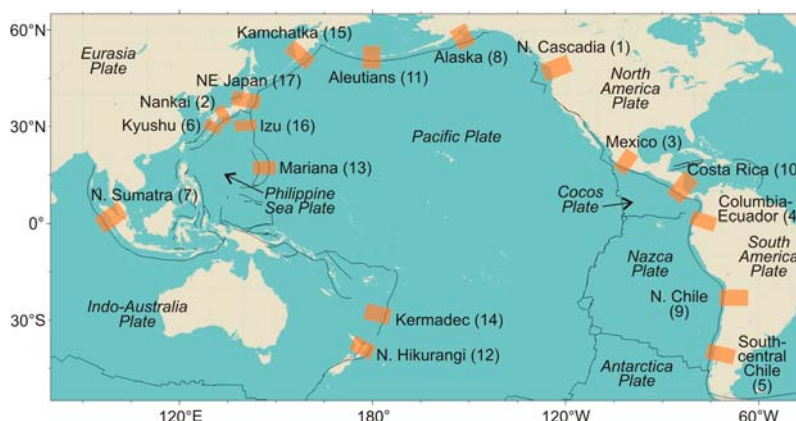 60°N
Kamchatka (15)
Eurasia
Plate
Aleutians (11)
Alaska (8)
N. Cascadia (1)
NE Japan (17)
North
America
Plate
Nankai (2)
Kyushu (6)
Izu (16)
30°N
Pacific Plate
Mexico (3)
Mariana (13)
Costa Rica (10)
N. Sumatra (7)
Philippine
Sea Plate
Cocos
Plate
Columbia-
Ecuador (4
0°
South
America
Plate
Nazca
Plate
Indo-Australia
Plate
N. Chile
(9)
30°S
Kermadec (14)
N. Hikurangi (12)
South-
central
Chile
(5)
Antarctica
Plate
120°E
180°
120°W
60°W